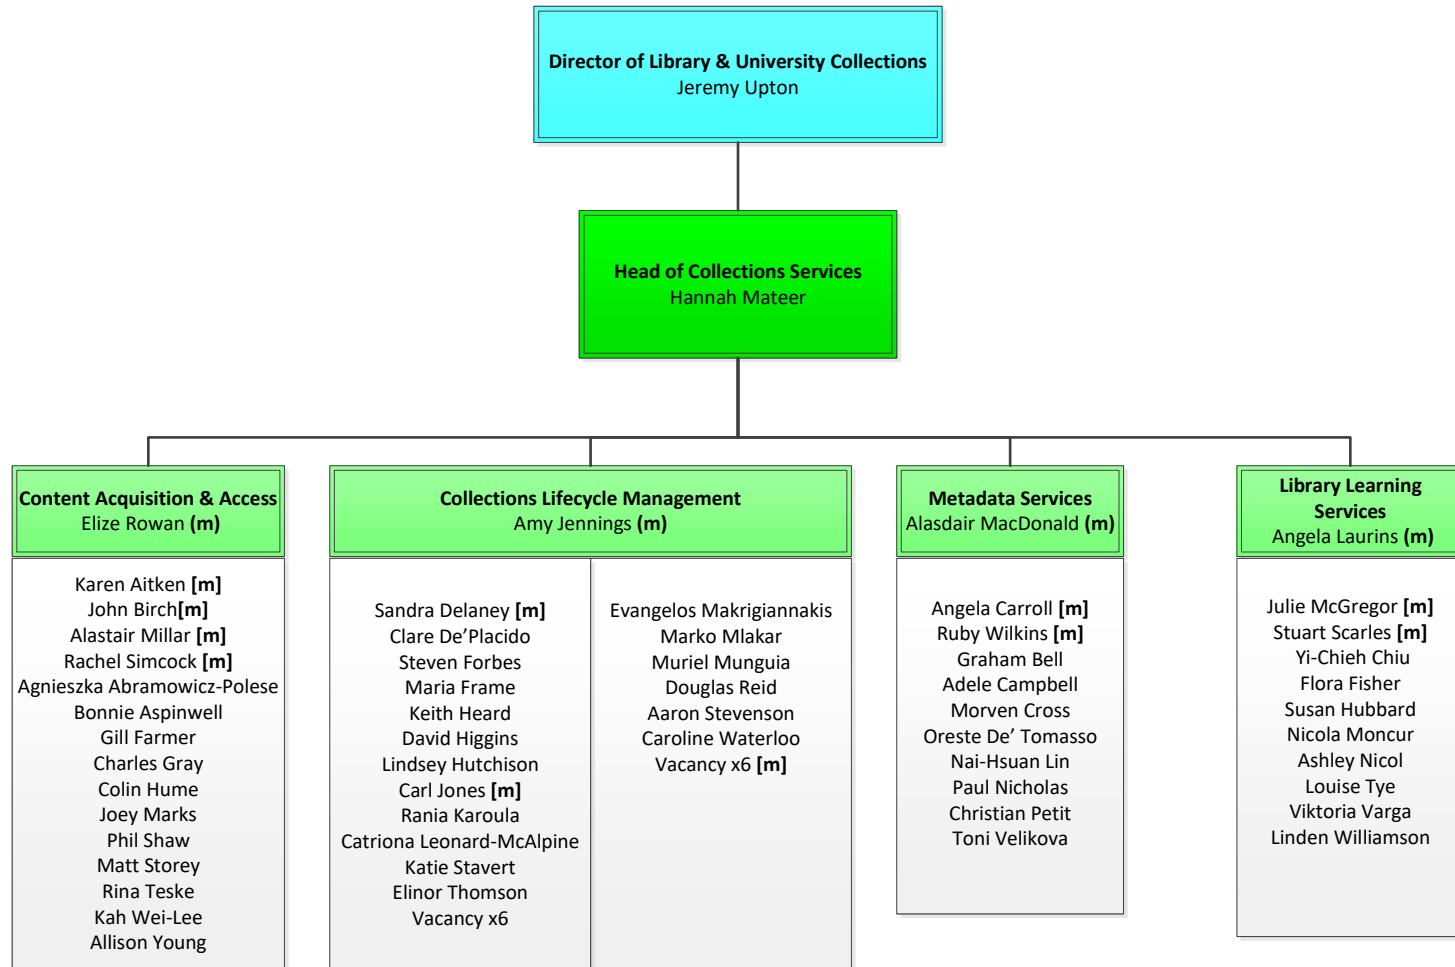 Director of Library & University Collections
Jeremy Upton
Head of Collections Services
Hannah Mateer
Content Acquisition & Access
Elize Rowan (m)
Karen Aitken [m]
John Birch[m]
Alastair Millar [m]
Rachel Simcock [m]
Agnieszka Abramowicz-Polese
Bonnie Aspinwell
Gill Farmer
Charles Gray
Colin Hume
Joey Marks
Phil Shaw
Matt Storey
Rina Teske
Kah Wei-Lee
Allison Young
Collections Lifecycle Management
Amy Jennings (m)
Sandra Delaney [m]
Clare De’Placido
Steven Forbes
Maria Frame
Keith Heard
David Higgins
Lindsey Hutchison
Carl Jones [m]
Rania Karoula
Catriona Leonard-McAlpine
Katie Stavert
Elinor Thomson
Vacancy x6
Evangelos Makrigiannakis
Marko Mlakar
Muriel Munguia
Douglas Reid
Aaron Stevenson
Caroline Waterloo
Vacancy x6 [m]
Metadata Services
Alasdair MacDonald (m)
Angela Carroll [m]
Ruby Wilkins [m]
Graham Bell
Adele Campbell
Morven Cross
Oreste De’ Tomasso
Nai-Hsuan Lin
Paul Nicholas
Christian Petit
Toni Velikova
Library Learning
Services
Angela Laurins (m)
Julie McGregor [m]
Stuart Scarles [m]
Yi-Chieh Chiu
Flora Fisher
Susan Hubbard
Nicola Moncur
Ashley Nicol
Louise Tye
Viktoria Varga
Linden Williamson